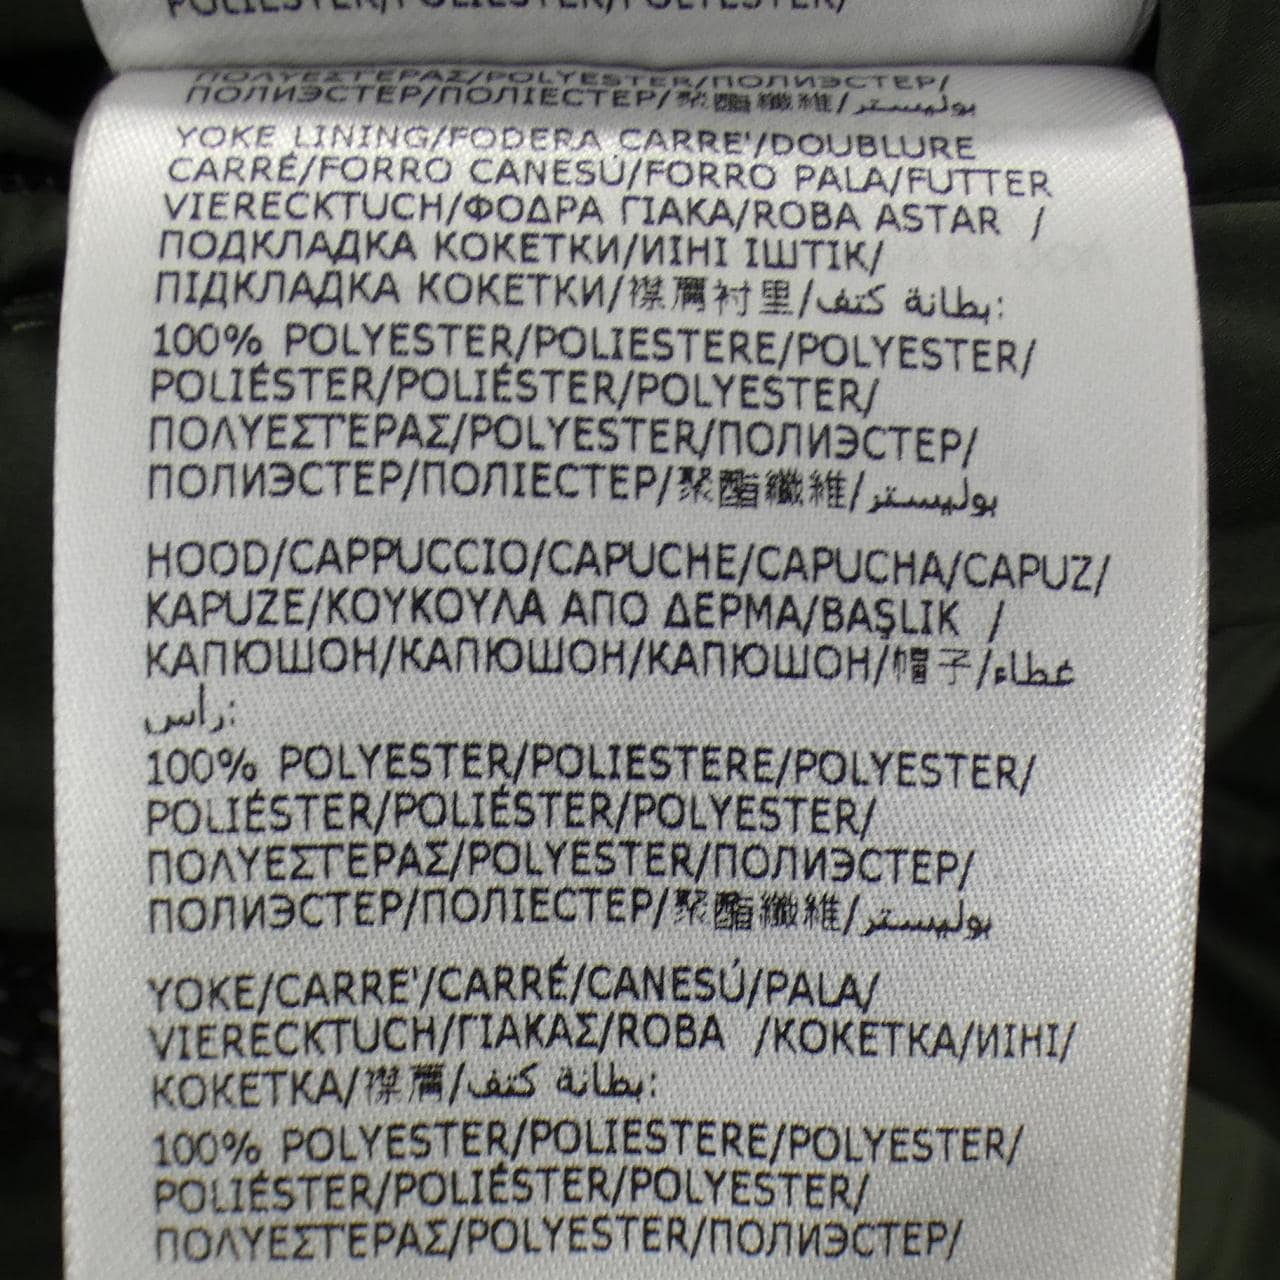 POLIÉSTER/POLIÉSTER/POLYESTER/
ΠΟΛΥΕΣΤΕΡΑΣ/POLYESTER/ПОЛИЭСТЕР/
ПОЛИЭСТЕР/ПОЛІЕСТЕР/聚酯纖維/بوليستر
YOKE LINING/FODERA CARRE'/DOUBLURE
CARRÉ/FORRO CANESÚ/FORRO PALA/FUTTER
VIERECKTUCH/ΦΟΔΡΑ ΓΙΑΚΑ/ROBA ASTAR /
ПОДКЛАДКА КОКЕТКИ/ИІНІ ІШТІК/
ПІДКЛАДКА КОКЕТКИ/襟賙衬里/بطانة كتف:
100% POLYESTER/POLIESTERE/POLYESTER/
POLIÉSTER/POLIÉSTER/POLYESTER/
ΠΟΛΥΕΣΤΕΡΑΣ/POLYESTER/ПОЛИЭСТЕР/
ПОЛИЭСТЕР/ПОЛІЕСТЕР/聚酯纖維/بوليستر
HOOD/CAPPUCCIO/CAPUCHE/CAPUCHA/CAPUZ/
KAPUZE/ΚΟΥΚΟΥΛΑ ΑΠΟ ΔΕΡΜΑ/BAŞLIK /
КАПЮШОН/КАПЮШОН/КАПЮШОН/帽子/غطاء
رأس:
100% POLYESTER/POLIESTERE/POLYESTER/
POLIÉSTER/POLIÉSTER/POLYESTER/
ΠΟΛΥΕΣΤΕΡΑΣ/POLYESTER/ПОЛИЭСТЕР/
ПОЛИЭСТЕР/ПОЛІЕСТЕР/聚酯纖維/بوليستر
YOKE/CARRE'/CARRÉ/CANESÚ/PALA/
VIERECKTUCH/ΓΙΑΚΑΣ/ROBA /КОКЕТКА/ИІНІ/
КОКЕТКА/بطانة كتف:
100% POLYESTER/POLIESTERE/POLYESTER/
POLIÉSTER/POLIÉSTER/POLYESTER/
ΠΟΛΥΕΣΤΕΡΑΣ/POLYESTER/ПОЛИЭСТЕР/